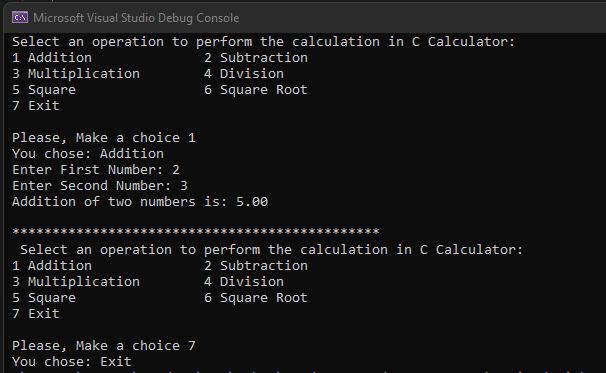 Microsoft Visual Studio Debug Console
Select an operation to perform the calculation in C Calculator:
1 Addition 2 Subtraction
3 Multiplication 4 Division
5 Square 6 Square Root
7 Exit
Please, Make a choice 1
You chose: Addition
Enter First Number: 2
Enter Second Number: 3
Addition of two numbers is: 5.00
**********************************************
Select an operation to perform the calculation in C Calculator:
1 Addition 2 Subtraction
3 Multiplication 4 Division
5 Square 6 Square Root
7 Exit
Please, Make a choice 7
You chose: Exit